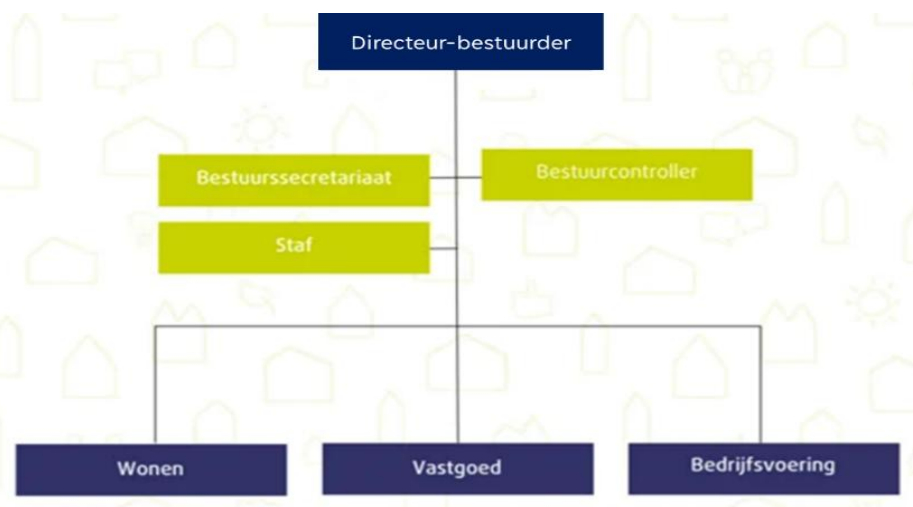 Directeur-bestuurder
Bestuurssecretariaat
Bestuurcontroller
Staf
Wonen
Vastgoed
Bedrijfsvoering